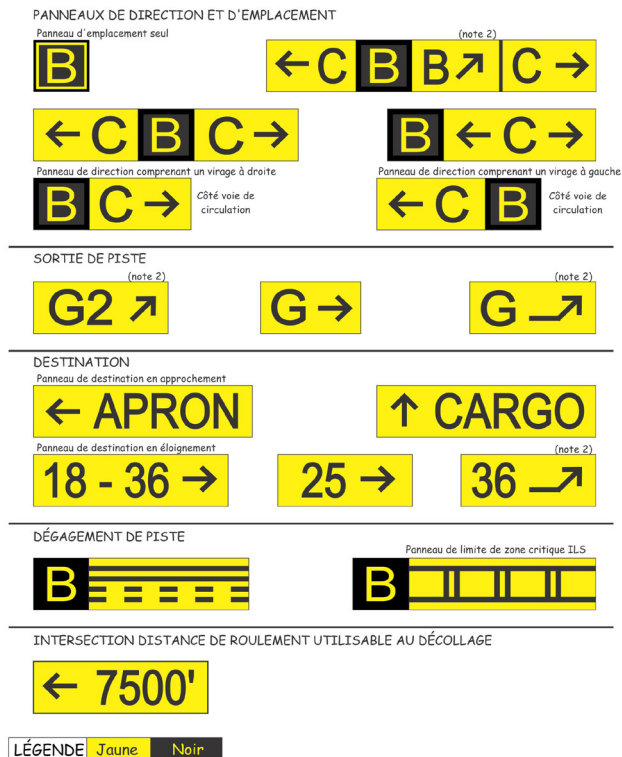 PANNEAUX DE DIRECTION ET D'EMPLACEMENT
Panneau d'emplacement seul
(note 2)
B
← C B B ↗ C →
← C B C →
B ← C →
Panneau de direction comprenant un virage à droite
Panneau de direction comprenant un virage à gauche
B C →
Côté voie de
circulation
← C B
Côté voie de
circulation
SORTIE DE PISTE
(note 2)
(note 2)
G2 ↗
G →
G
DESTINATION
Panneau de destination en approchement
← APRON
↑ CARGO
Panneau de destination en éloignement
(note 2)
18 - 36 →
25 →
36
DÉGAGEMENT DE PISTE
Panneau de limite de zone critique ILS
B
B
INTERSECTION DISTANCE DE ROULEMENT UTILISABLE AU DÉCOLLAGE
← 7500'
LÉGENDE Jaune Noir